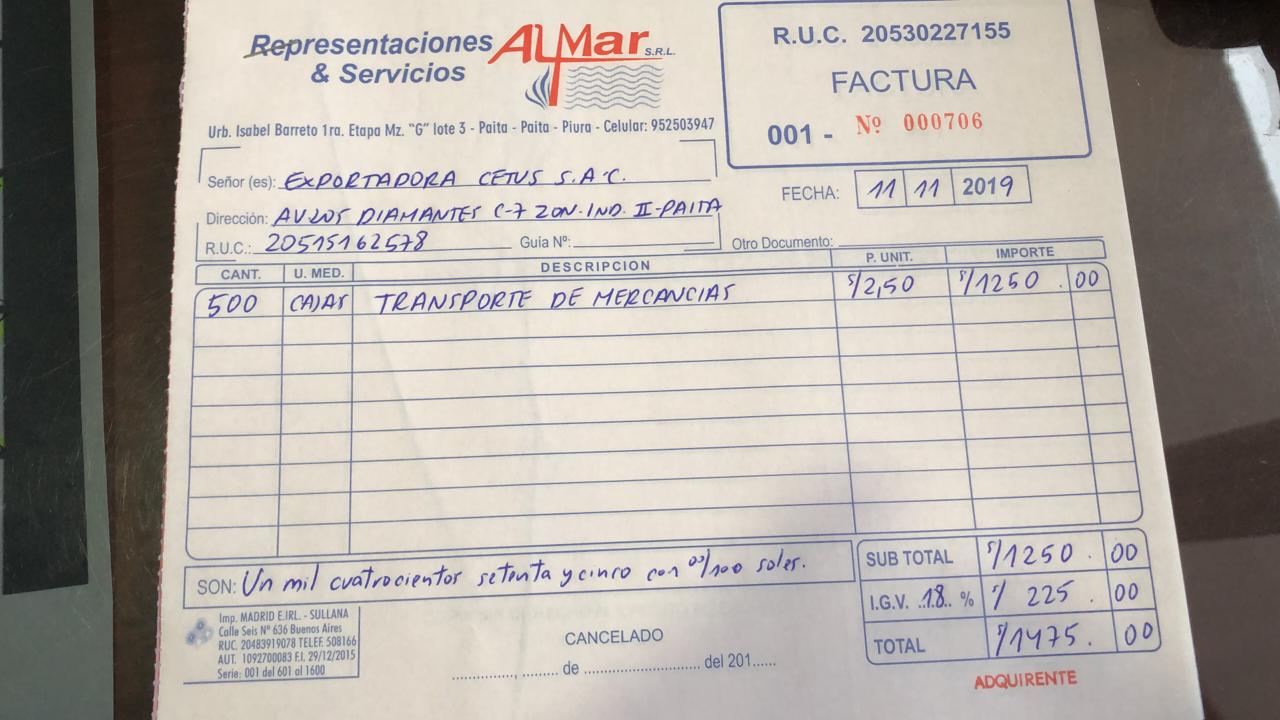 Representaciones
& Servicios
ALMar S.R.L.
Urb. Isabel Barreto 1ra. Etapa Mz. "G" lote 3 - Paita - Paita - Piura - Celular: 952503947
R.U.C. 20530227155
FACTURA
001 - Nº 000706
Señor (es): EXPORTADORA CETUS S.A.C.
Dirección: AV. LOS DIAMANTES C-7 ZON. IND. II-PAITA
R.U.C.: 20515162578 Guia Nº:
FECHA: 11 11 2019
Otro Documento:
CANT. U. MED. DESCRIPCION P. UNIT. IMPORTE
500 CAJAS TRANSPORTE DE MERCANCIAS S/2,50 S/1250.00
SON: Un mil cuatrocientos setenta y cinco con 00/100 soles.
SUB TOTAL S/1250.00
I.G.V. 18 % / 225.00
TOTAL S/1475.00
Imp. MADRID E.IRL. - SULLANA
Calle Seis Nº 636 Buenos Aires
RUC. 20483919078 TELEF. 508166
AUT. 1092700083 F.I. 29/12/2015
Serie: 001 del 601 al 1600
CANCELADO
.............., ......... de .............................. del 201......
ADQUIRENTE